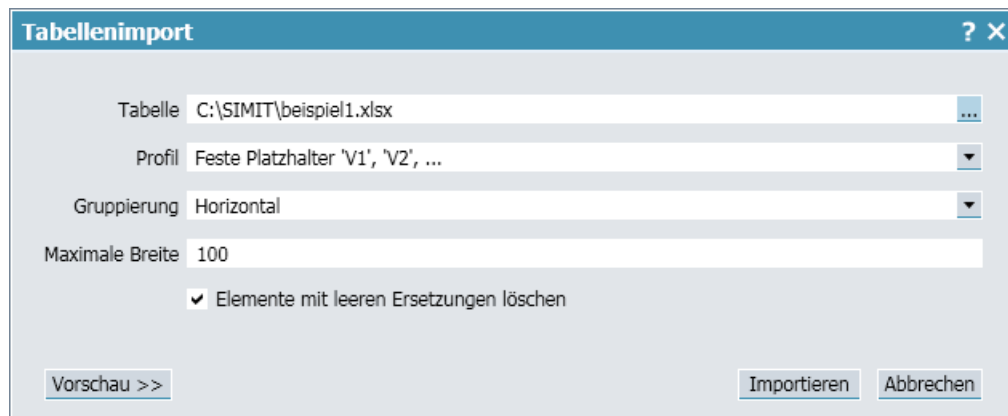 Tabellenimport ? ×
Tabelle C:\SIMIT\beispiel1.xlsx ...
Profil Feste Platzhalter 'V1', 'V2', ...
Gruppierung Horizontal
Maximale Breite 100
Elemente mit leeren Ersetzungen löschen
Vorschau >> Importieren Abbrechen